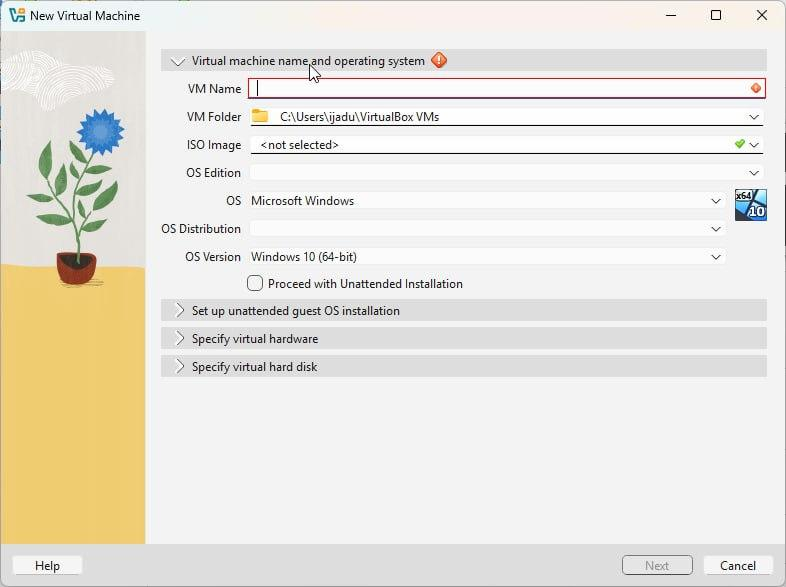 New Virtual Machine
Virtual machine name and operating system
VM Name
VM Folder C:\Users\ijadu\VirtualBox VMs
ISO Image <not selected>
OS Edition
OS Microsoft Windows
x64
10
OS Distribution
OS Version Windows 10 (64-bit)
Proceed with Unattended Installation
Set up unattended guest OS installation
Specify virtual hardware
Specify virtual hard disk
Help Next Cancel